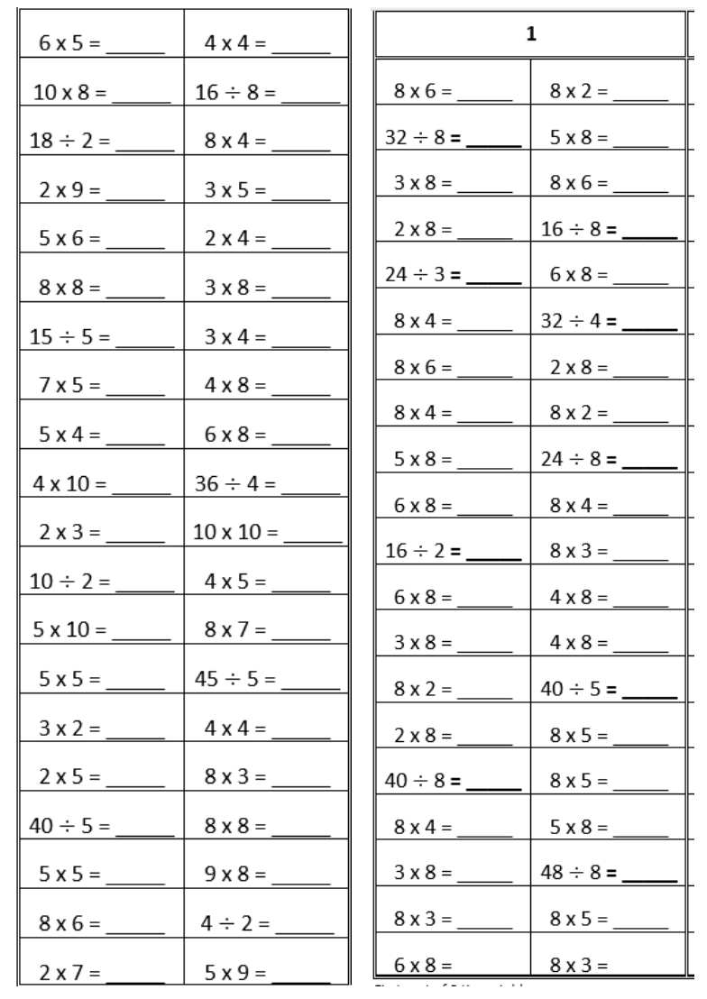 6 x 5 = ______ 4 x 4 = ______
10 x 8 = ______ 16 ÷ 8 = ______
18 ÷ 2 = ______ 8 x 4 = ______
2 x 9 = ______ 3 x 5 = ______
5 x 6 = ______ 2 x 4 = ______
8 x 8 = ______ 3 x 8 = ______
15 ÷ 5 = ______ 3 x 4 = ______
7 x 5 = ______ 4 x 8 = ______
5 x 4 = ______ 6 x 8 = ______
4 x 10 = ______ 36 ÷ 4 = ______
2 x 3 = ______ 10 x 10 = ______
10 ÷ 2 = ______ 4 x 5 = ______
5 x 10 = ______ 8 x 7 = ______
5 x 5 = ______ 45 ÷ 5 = ______
3 x 2 = ______ 4 x 4 = ______
2 x 5 = ______ 8 x 3 = ______
40 ÷ 5 = ______ 8 x 8 = ______
5 x 5 = ______ 9 x 8 = ______
8 x 6 = ______ 4 ÷ 2 = ______
2 x 7 = ______ 5 x 9 = ______
1
8 x 6 = ______ 8 x 2 = ______
32 ÷ 8 = ______ 5 x 8 = ______
3 x 8 = ______ 8 x 6 = ______
2 x 8 = ______ 16 ÷ 8 = ______
24 ÷ 3 = ______ 6 x 8 = ______
8 x 4 = ______ 32 ÷ 4 = ______
8 x 6 = ______ 2 x 8 = ______
8 x 4 = ______ 8 x 2 = ______
5 x 8 = ______ 24 ÷ 8 = ______
6 x 8 = ______ 8 x 4 = ______
16 ÷ 2 = ______ 8 x 3 = ______
6 x 8 = ______ 4 x 8 = ______
3 x 8 = ______ 4 x 8 = ______
8 x 2 = ______ 40 ÷ 5 = ______
2 x 8 = ______ 8 x 5 = ______
40 ÷ 8 = ______ 8 x 5 = ______
8 x 4 = ______ 5 x 8 = ______
3 x 8 = ______ 48 ÷ 8 = ______
8 x 3 = ______ 8 x 5 = ______
6 x 8 = ______ 8 x 3 = ______